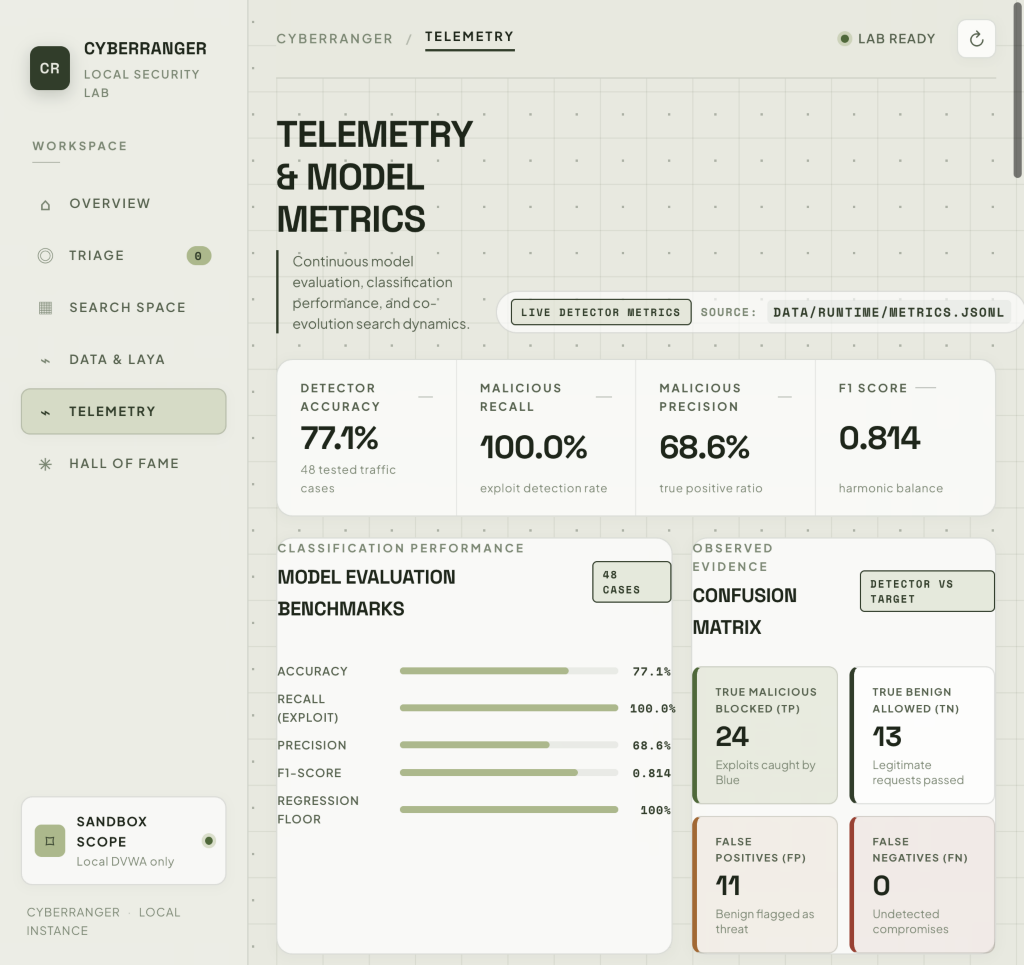 CR
CYBERRANGER
LOCAL SECURITY
LAB
WORKSPACE
OVERVIEW
TRIAGE 0
SEARCH SPACE
DATA & LAYA
TELEMETRY
HALL OF FAME
SANDBOX
SCOPE
Local DVWA only
CYBERRANGER · LOCAL
INSTANCE
CYBERRANGER / TELEMETRY
LAB READY
TELEMETRY
& MODEL
METRICS
Continuous model
evaluation, classification
performance, and co-
evolution search dynamics.
LIVE DETECTOR METRICS SOURCE: DATA/RUNTIME/METRICS.JSONL
DETECTOR
ACCURACY
77.1%
48 tested traffic
cases
MALICIOUS
RECALL
100.0%
exploit detection rate
MALICIOUS
PRECISION
68.6%
true positive ratio
F1 SCORE
0.814
harmonic balance
CLASSIFICATION PERFORMANCE
MODEL EVALUATION
BENCHMARKS
48
CASES
ACCURACY 77.1%
RECALL
(EXPLOIT) 100.0%
PRECISION 68.6%
F1-SCORE 0.814
REGRESSION
FLOOR 100%
OBSERVED
EVIDENCE
CONFUSION
MATRIX
DETECTOR VS
TARGET
TRUE MALICIOUS
BLOCKED (TP)
24
Exploits caught by
Blue
TRUE BENIGN
ALLOWED (TN)
13
Legitimate
requests passed
FALSE
POSITIVES (FP)
11
Benign flagged as
threat
FALSE
NEGATIVES (FN)
0
Undetected
compromises